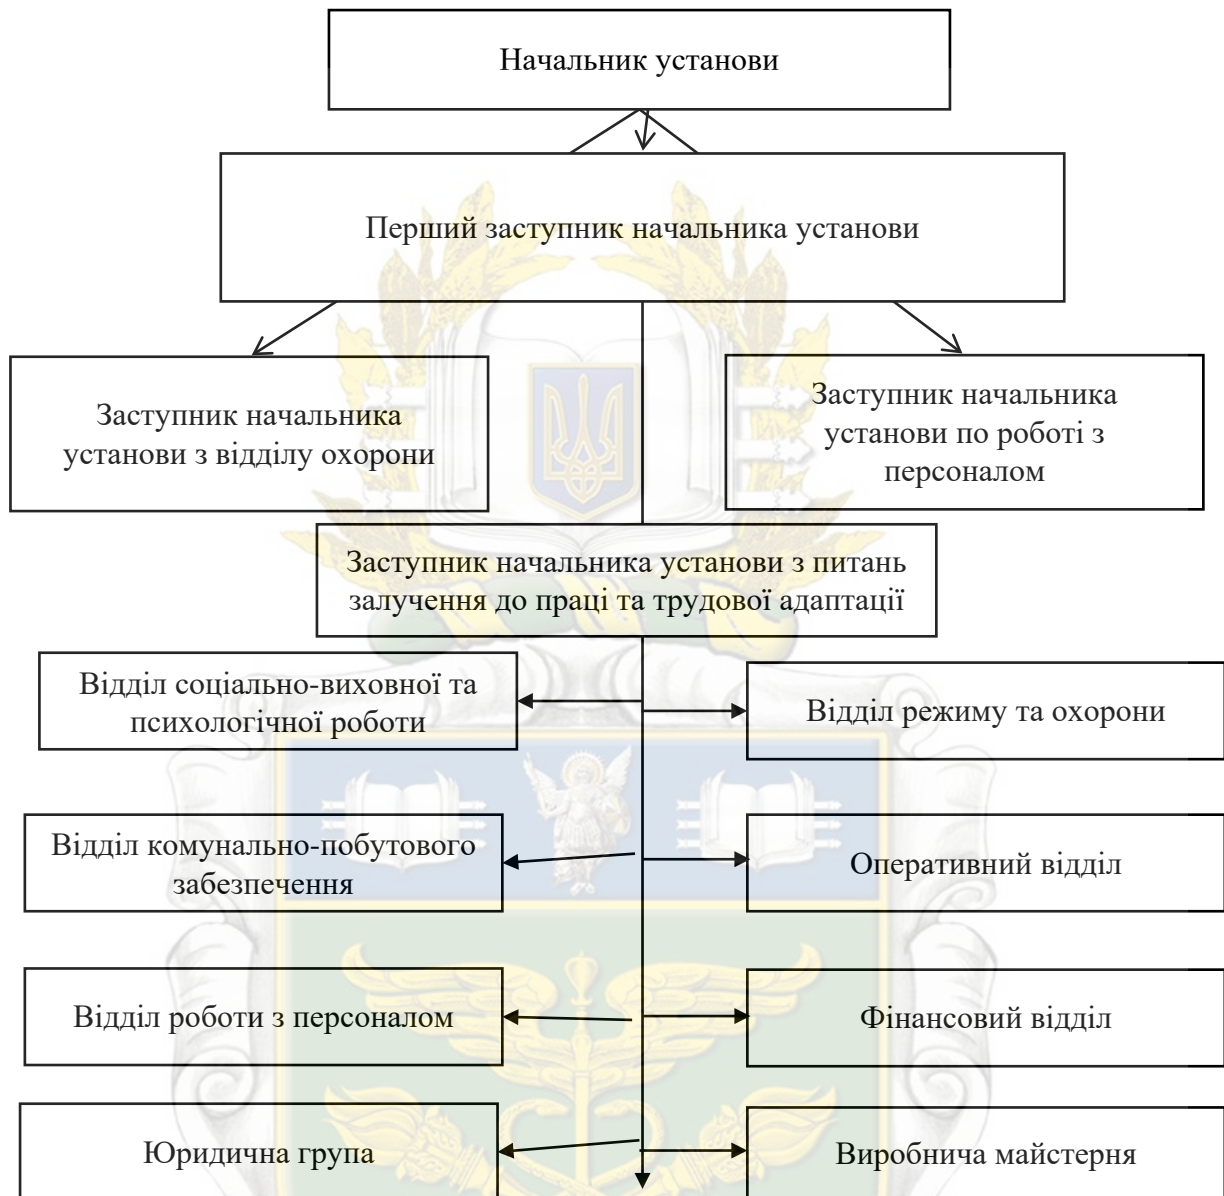 Начальник установи
Перший заступник начальника установи
Заступник начальника
установи з відділу охорони
Заступник начальника
установи по роботі з
персоналом
Заступник начальника установи з питань
залучення до праці та трудової адаптації
Відділ соціально-виховної та
психологічної роботи
Відділ режиму та охорони
Відділ комунально-побутового
забезпечення
Оперативний відділ
Відділ роботи з персоналом
Фінансовий відділ
Юридична група
Виробнича майстерня